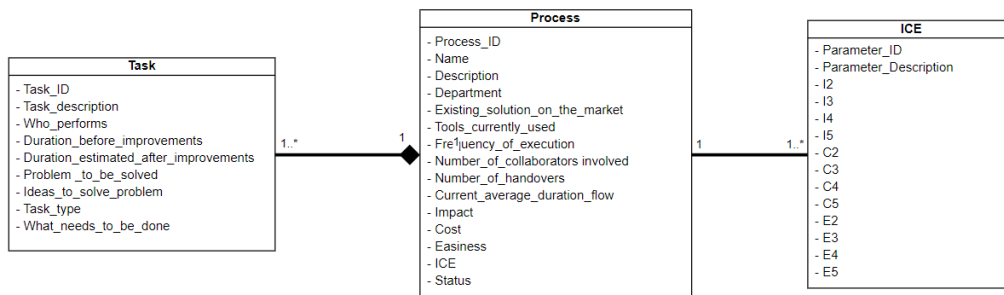 Task
- Task_ID
- Task_description
- Who_performs
- Duration_before_improvements
- Duration_estimated_after_improvements
- Problem _to_be_solved
- Ideas_to_solve_problem
- Task_type
- What_needs_to_be_done
1..*
1
Process
- Process_ID
- Name
- Description
- Department
- Existing_solution_on_the_market
- Tools_currently_used
- Fre1uency_of_execution
- Number_of_collaborators involved
- Number_of_handovers
- Current_average_duration_flow
- Impact
- Cost
- Easiness
- ICE
- Status
1
1..*
ICE
- Parameter_ID
- Parameter_Description
- I2
- I3
- I4
- I5
- C2
- C3
- C4
- C5
- E2
- E3
- E4
- E5